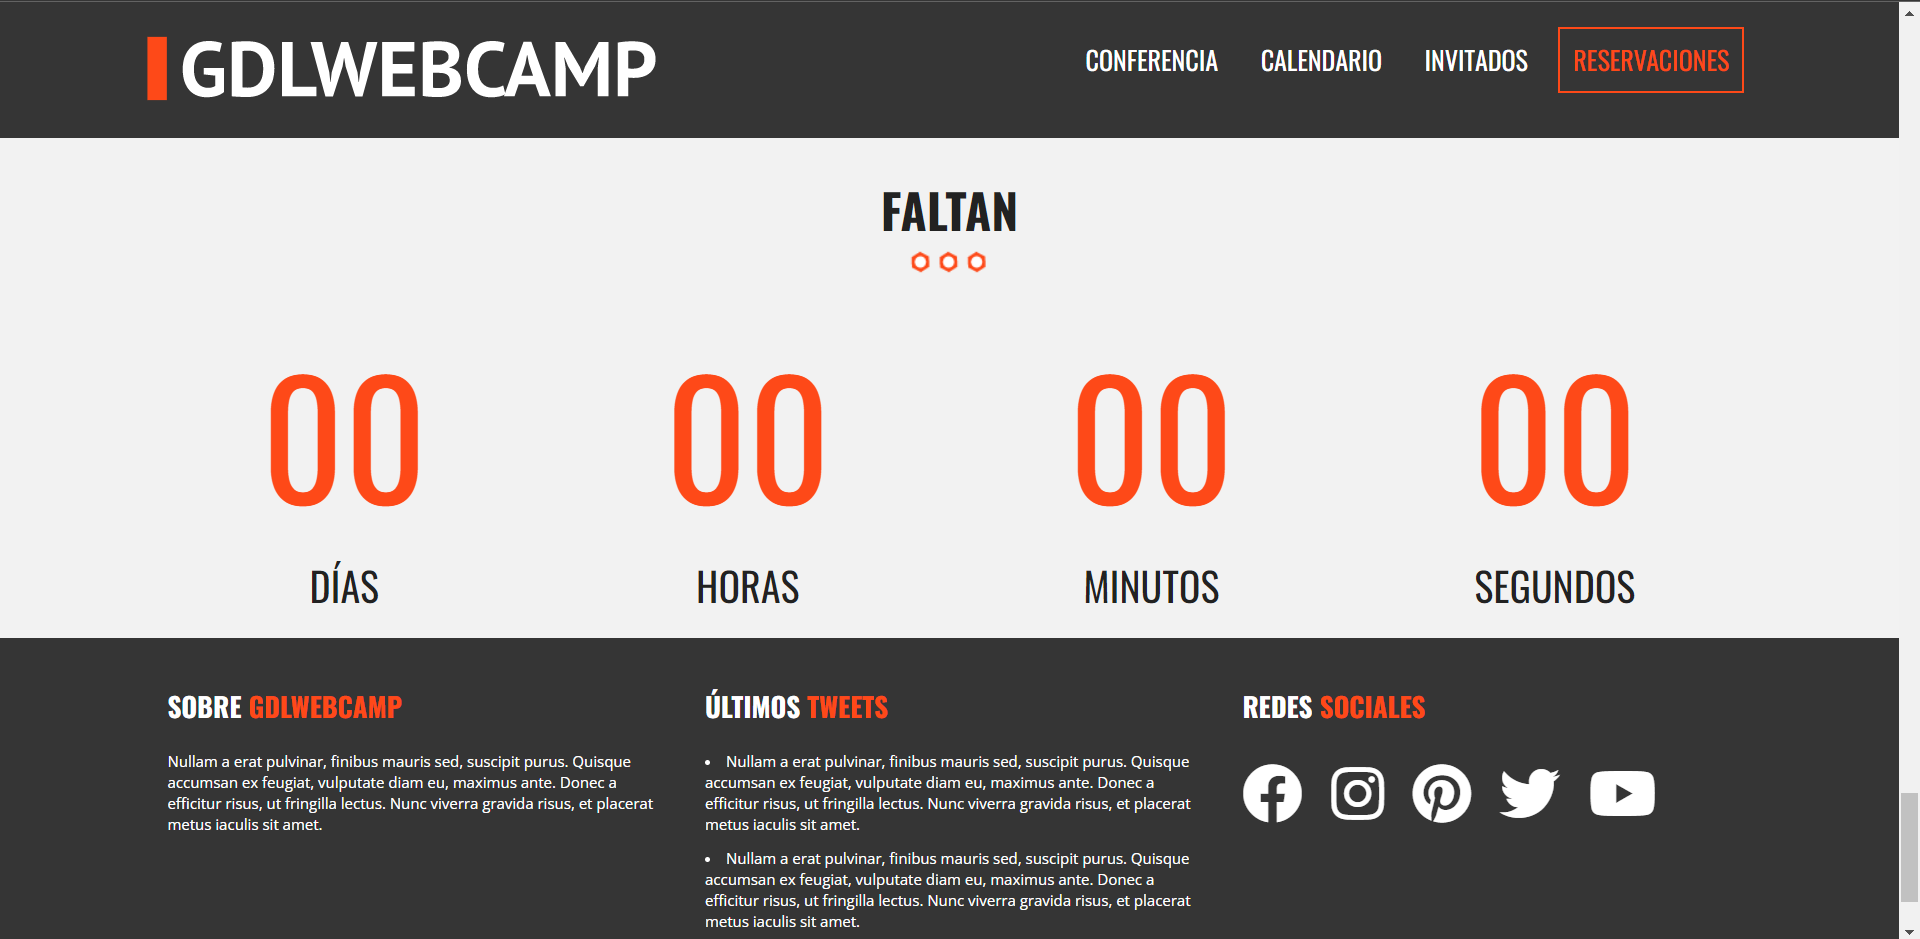 GDLWEBCAMP
CONFERENCIA CALENDARIO INVITADOS RESERVACIONES
FALTAN
00 00 00 00
DÍAS HORAS MINUTOS SEGUNDOS
SOBRE GDLWEBCAMP
Nullam a erat pulvinar, finibus mauris sed, suscipit purus. Quisque
accumsan ex feugiat, vulputate diam eu, maximus ante. Donec a
efficitur risus, ut fringilla lectus. Nunc viverra gravida risus, et placerat
metus iaculis sit amet.
ÚLTIMOS TWEETS
• Nullam a erat pulvinar, finibus mauris sed, suscipit purus. Quisque
accumsan ex feugiat, vulputate diam eu, maximus ante. Donec a
efficitur risus, ut fringilla lectus. Nunc viverra gravida risus, et placerat
metus iaculis sit amet.
• Nullam a erat pulvinar, finibus mauris sed, suscipit purus. Quisque
accumsan ex feugiat, vulputate diam eu, maximus ante. Donec a
efficitur risus, ut fringilla lectus. Nunc viverra gravida risus, et placerat
metus iaculis sit amet.
REDES SOCIALES